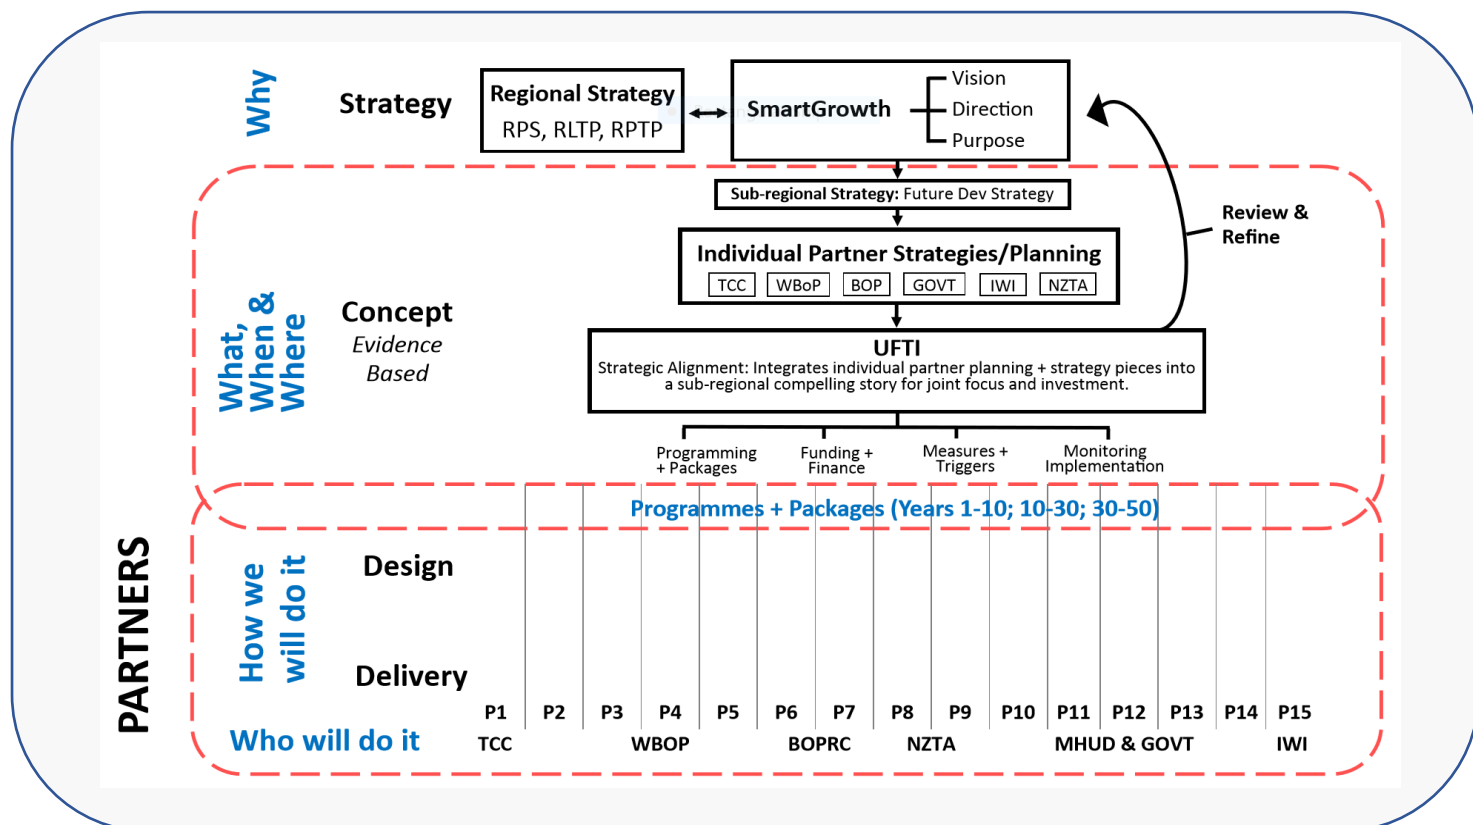 Why
Strategy
Regional Strategy
RPS, RLTP, RPTP
SmartGrowth
Vision
Direction
Purpose
Sub-regional Strategy: Future Dev Strategy
Review &
Refine
Individual Partner Strategies/Planning
TCC WBoP BOP GOVT IWI NZTA
What,
When &
Where
Concept
Evidence
Based
UFTI
Strategic Alignment: Integrates individual partner planning + strategy pieces into
a sub-regional compelling story for joint focus and investment.
Programming
+ Packages
Funding +
Finance
Measures +
Triggers
Monitoring
Implementation
Programmes + Packages (Years 1-10; 10-30; 30-50)
PARTNERS
How we
will do it
Design
Delivery
P1 P2 P3 P4 P5 P6 P7 P8 P9 P10 P11 P12 P13 P14 P15
Who will do it
TCC WBOP BOPRC NZTA MHUD & GOVT IWI